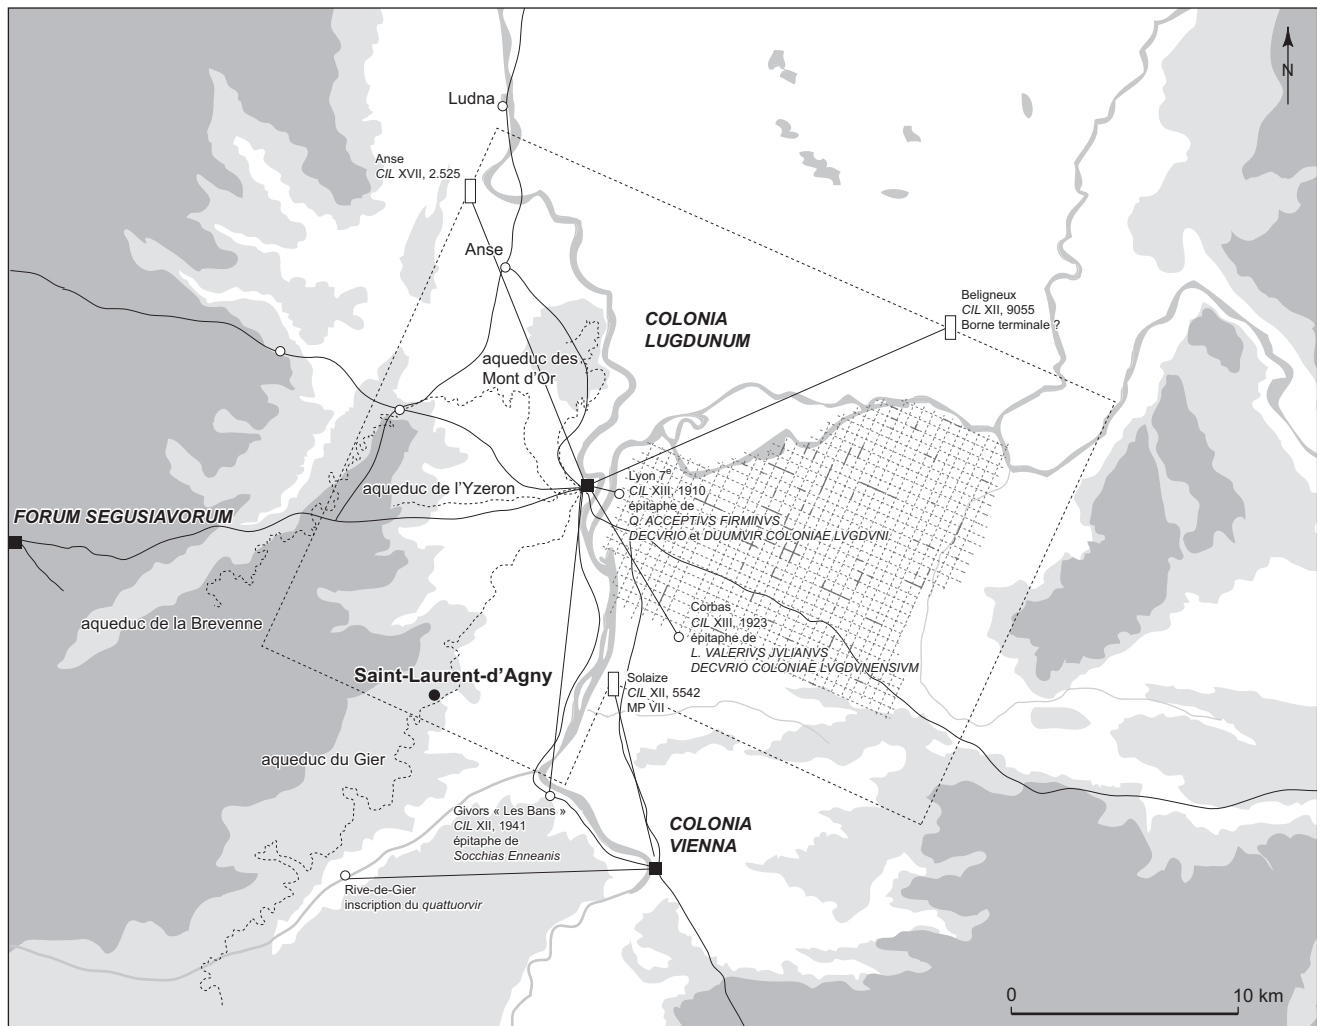 N
Ludna
Anse
CIL XVII, 2.525
Anse
Beligneux
CIL XII, 9055
Borne terminale ?
COLONIA
LUGDUNUM
aqueduc des
Mont d’Or
aqueduc de l’Yzeron
Lyon 7e
CIL XIII, 1910
épitaphe de
Q. ACCEPTIVS FIRMINVS
DECVRIO et DUUMVIR COLONIAE LVGDVNI
FORUM SEGUSIAVORUM
aqueduc de la Brevenne
Corbas
CIL XIII, 1923
épitaphe de
L. VALERIVS JVLIANVS
DECVRIO COLONIAE LVGDVNENSIVM
Saint-Laurent-d’Agny
Solaize
CIL XII, 5542
MP VII
aqueduc du Gier
Givors « Les Bans »
CIL XII, 1941
épitaphe de
Socchias Enneanis
COLONIA
VIENNA
Rive-de-Gier
inscription du quattuorvir
0 10 km